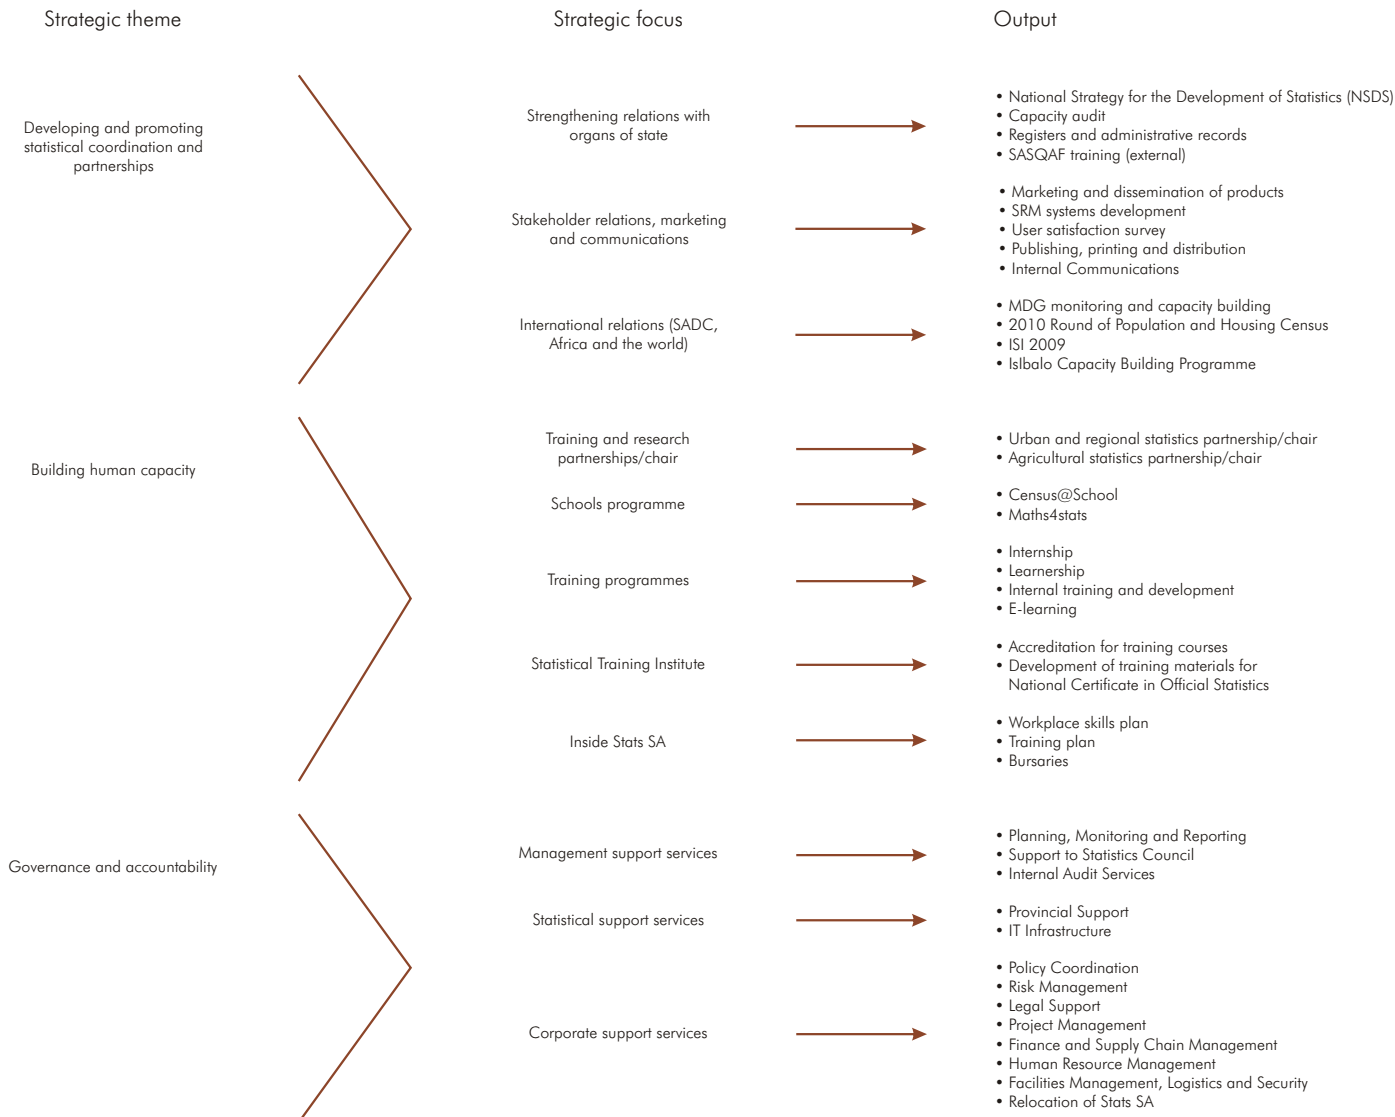 Strategic theme
Strategic focus
Output
Developing and promoting
statistical coordination and
partnerships
Strengthening relations with
organs of state
• National Strategy for the Development of Statistics (NSDS)
• Capacity audit
• Registers and administrative records
• SASQAF training (external)
Stakeholder relations, marketing
and communications
• Marketing and dissemination of products
• SRM systems development
• User satisfaction survey
• Publishing, printing and distribution
• Internal Communications
International relations (SADC,
Africa and the world)
• MDG monitoring and capacity building
• 2010 Round of Population and Housing Census
• ISI 2009
• IsIbalo Capacity Building Programme
Building human capacity
Training and research
partnerships/chair
• Urban and regional statistics partnership/chair
• Agricultural statistics partnership/chair
Schools programme
• Census@School
• Maths4stats
Training programmes
• Internship
• Learnership
• Internal training and development
• E-learning
Statistical Training Institute
• Accreditation for training courses
• Development of training materials for
National Certificate in Official Statistics
Inside Stats SA
• Workplace skills plan
• Training plan
• Bursaries
Governance and accountability
Management support services
• Planning, Monitoring and Reporting
• Support to Statistics Council
• Internal Audit Services
Statistical support services
• Provincial Support
• IT Infrastructure
Corporate support services
• Policy Coordination
• Risk Management
• Legal Support
• Project Management
• Finance and Supply Chain Management
• Human Resource Management
• Facilities Management, Logistics and Security
• Relocation of Stats SA